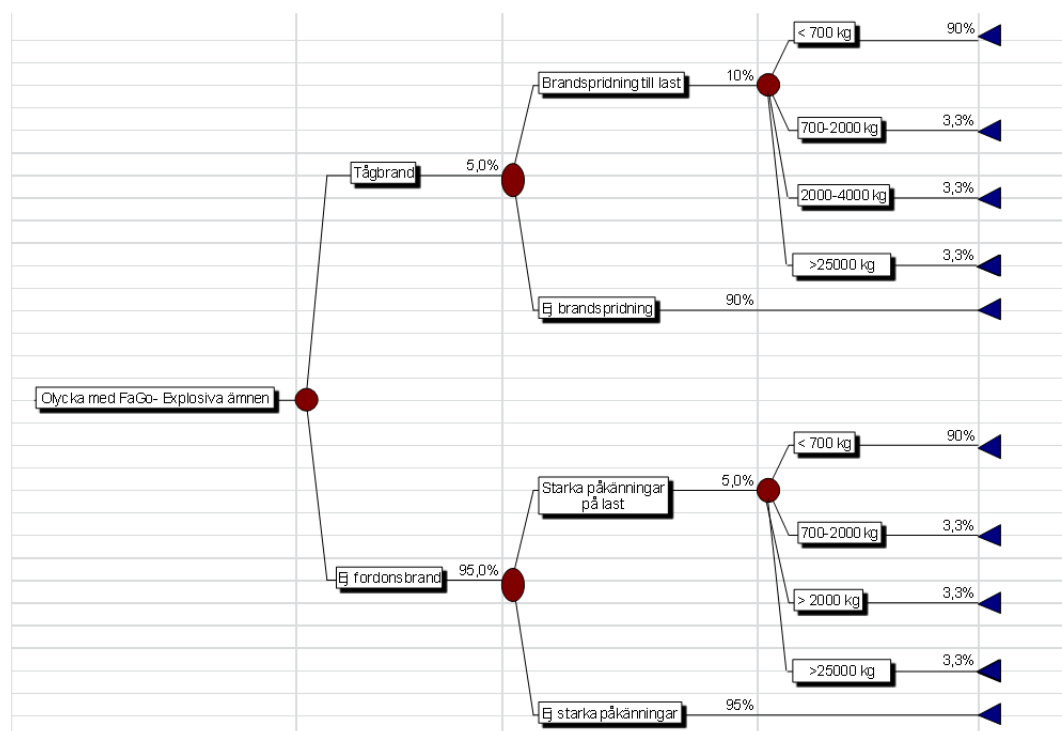 < 700 kg
90%
Brandspridning till last
10%
700-2000 kg
3,3%
Tågbrand
5,0%
2000-4000 kg
3,3%
>25000 kg
3,3%
Ej brandspridning
90%
Olycka med FaGo- Explosiva ämnen
< 700 kg
90%
Starka påkänningar
på last
5,0%
700-2000 kg
3,3%
Ej fordonsbrand
95,0%
> 2000 kg
3,3%
>25000 kg
3,3%
Ej starka påkänningar
95%